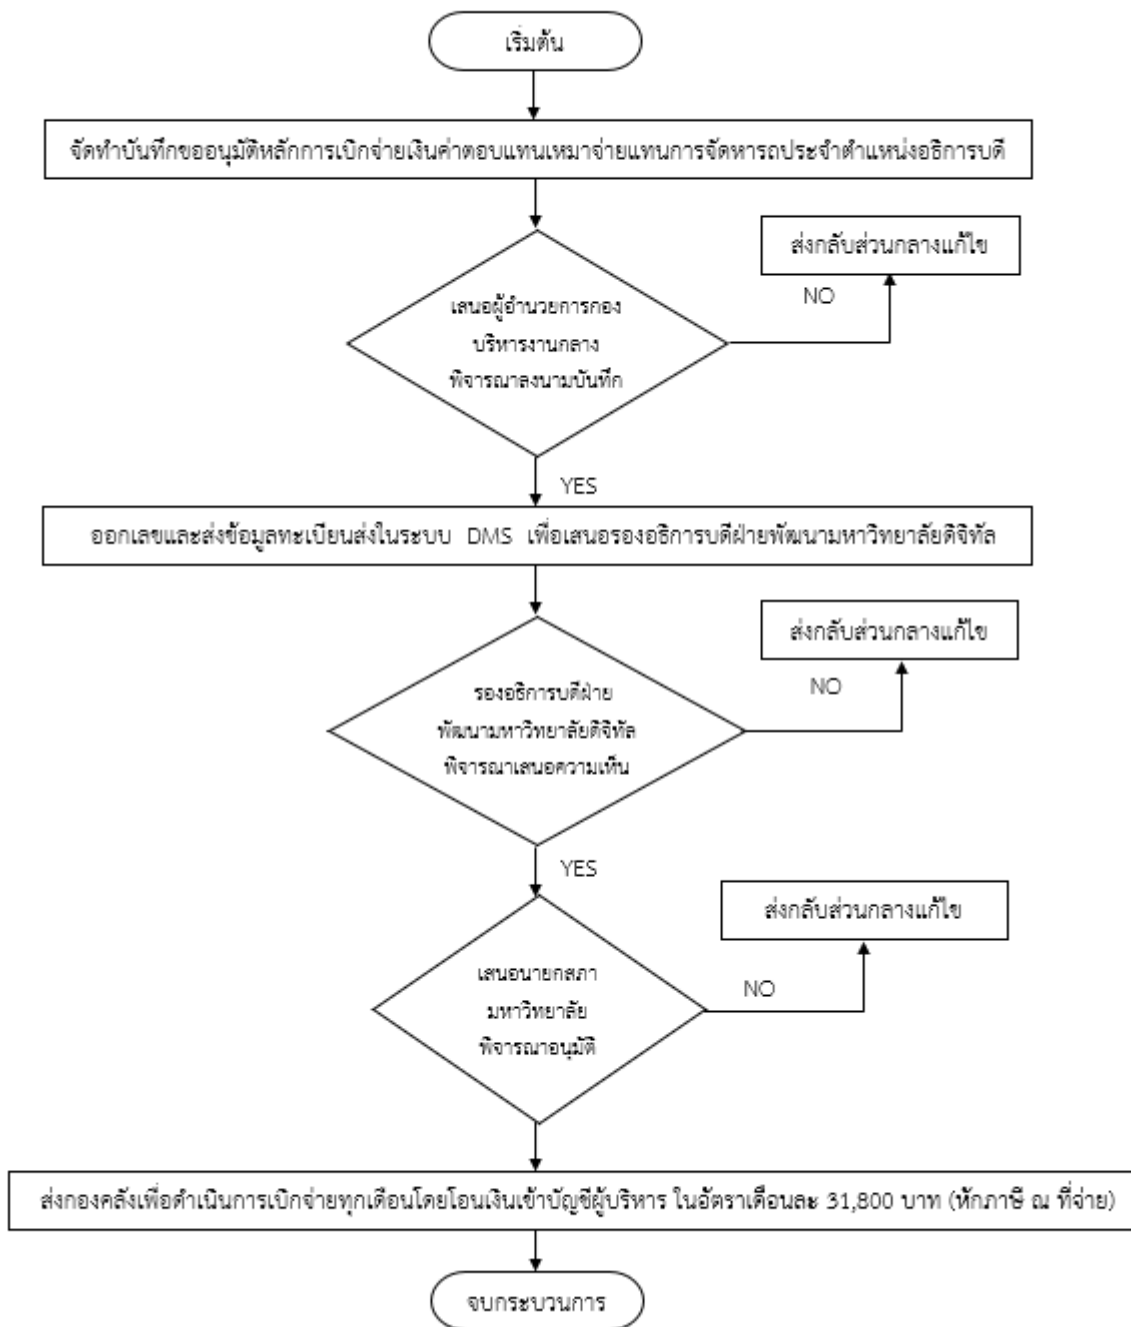 เริ่มต้น
จัดทำบันทึกขออนุมัติหลักการเบิกจ่ายเงินค่าตอบแทนเหมาจ่ายแทนการจัดหารถประจำตำแหน่งอธิการบดี
ส่งกลับส่วนกลางแก้ไข
NO
เสนอผู้อำนวยการกอง
บริหารงานกลาง
พิจารณาลงนามบันทึก
YES
ออกเลขและส่งข้อมูลทะเบียนส่งในระบบ DMS เพื่อเสนอรองอธิการบดีฝ่ายพัฒนามหาวิทยาลัยดิจิทัล
ส่งกลับส่วนกลางแก้ไข
NO
รองอธิการบดีฝ่าย
พัฒนามหาวิทยาลัยดิจิทัล
พิจารณาเสนอความเห็น
YES
ส่งกลับส่วนกลางแก้ไข
NO
เสนอนายกสภา
มหาวิทยาลัย
พิจารณาอนุมัติ
ส่งกองคลังเพื่อดำเนินการเบิกจ่ายทุกเดือนโดยโอนเงินเข้าบัญชีผู้บริหาร ในอัตราเดือนละ 31,800 บาท (หักภาษี ณ ที่จ่าย)
จบกระบวนการ